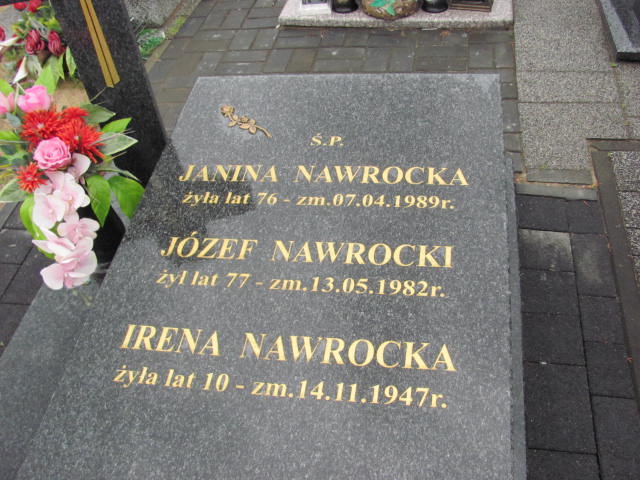 Ś.P.
JANINA NAWROCKA
żyła lat 76 - zm.07.04.1989r.
JÓZEF NAWROCKI
żył lat 77 - zm.13.05.1982r.
IRENA NAWROCKA
żyła lat 10 - zm.14.11.1947r.